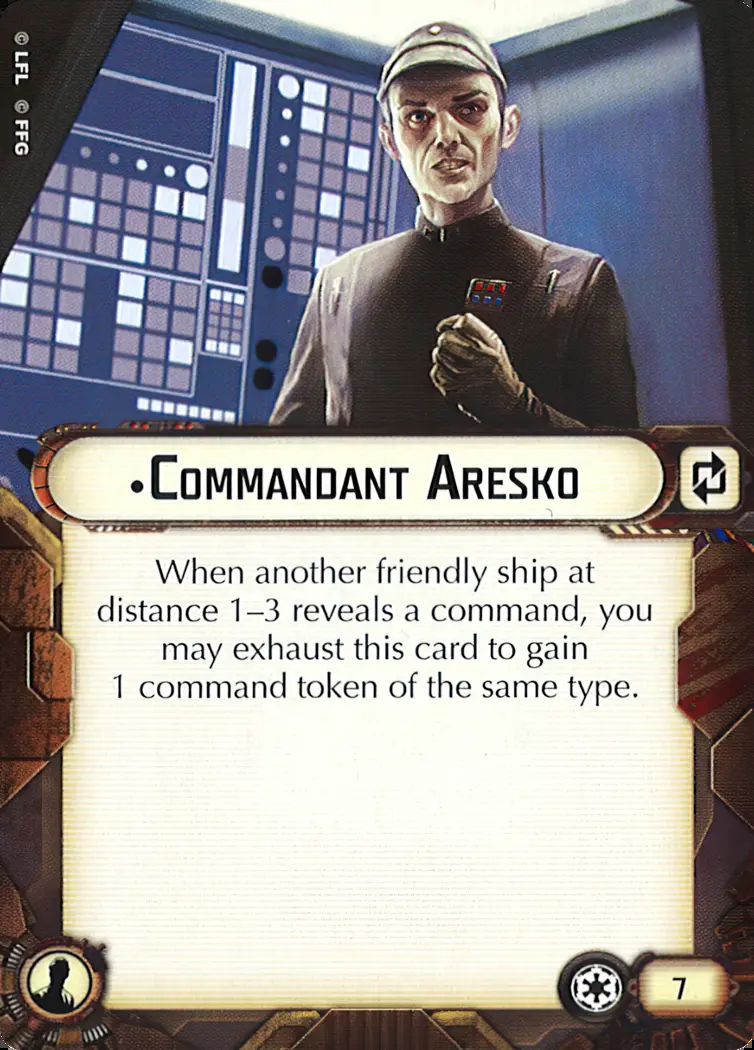 © LFL © FFG
•Commandant Aresko
When another friendly ship at
distance 1–3 reveals a command, you
may exhaust this card to gain
1 command token of the same type.
7